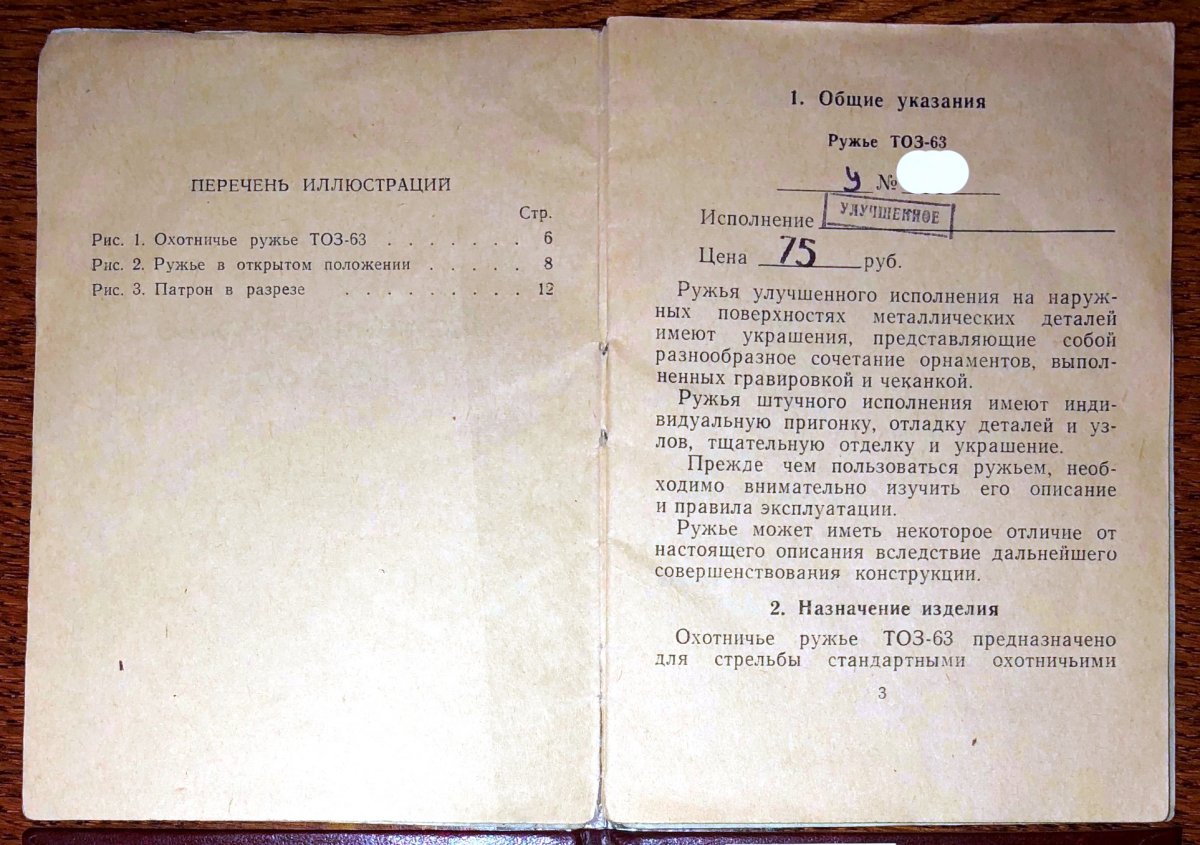 ПЕРЕЧЕНЬ ИЛЛЮСТРАЦИЙ
Стр.
Рис. 1. Охотничье ружье ТОЗ-63 . . . . . . . 6
Рис. 2. Ружье в открытом положении . . . . . 8
Рис. 3. Патрон в разрезе . . . . . . . . . 12
1. Общие указания
Ружье ТОЗ-63
У №
Исполнение УЛУЧШЕННОЕ
Цена 75 руб.
Ружья улучшенного исполнения на наруж-
ных поверхностях металлических деталей
имеют украшения, представляющие собой
разнообразное сочетание орнаментов, выпол-
ненных гравировкой и чеканкой.
Ружья штучного исполнения имеют инди-
видуальную пригонку, отладку деталей и уз-
лов, тщательную отделку и украшение.
Прежде чем пользоваться ружьем, необ-
ходимо внимательно изучить его описание
и правила эксплуатации.
Ружье может иметь некоторое отличие от
настоящего описания вследствие дальнейшего
совершенствования конструкции.
2. Назначение изделия
Охотничье ружье ТОЗ-63 предназначено
для стрельбы стандартными охотничьими
3